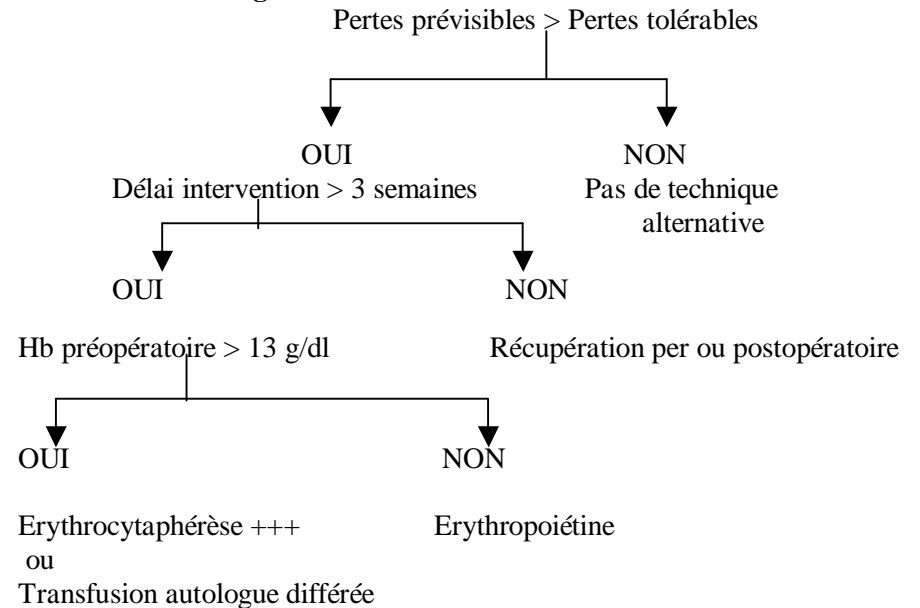 Pertes prévisibles > Pertes tolérables
OUI NON
Délai intervention > 3 semaines Pas de technique
alternative
OUI NON
Hb préopératoire > 13 g/dl Récupération per ou postopératoire
OUI NON
Erythrocytaphérèse +++ Erythropoiétine
ou
Transfusion autologue différée